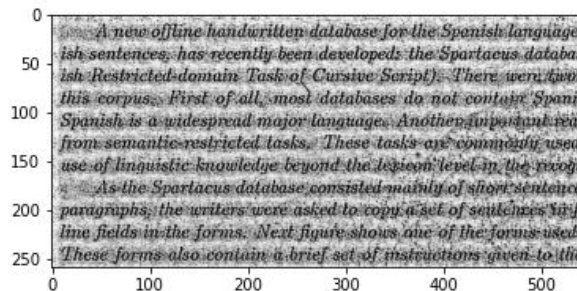 0
A new offline handwritten database for the Spanish language
ish sentences, has recently been developed: the Spartacus databa
50
ish Restricted-domain Task of Cursive Script). There were two
this corpus. First of all, most databases do not contain Spani
100
Spanish is a widespread major language. Another important rea
from semantic-restricted tasks. These tasks are commonly used
150
use of linguistic knowledge beyond the lexicon level in the recog
As the Spartacus database consisted mainly of short sentence
200
paragraphs, the writers were asked to copy a set of sentences in
line fields in the forms. Next figure shows one of the forms used
250
These forms also contain a brief set of instructions given to the
0 100 200 300 400 500